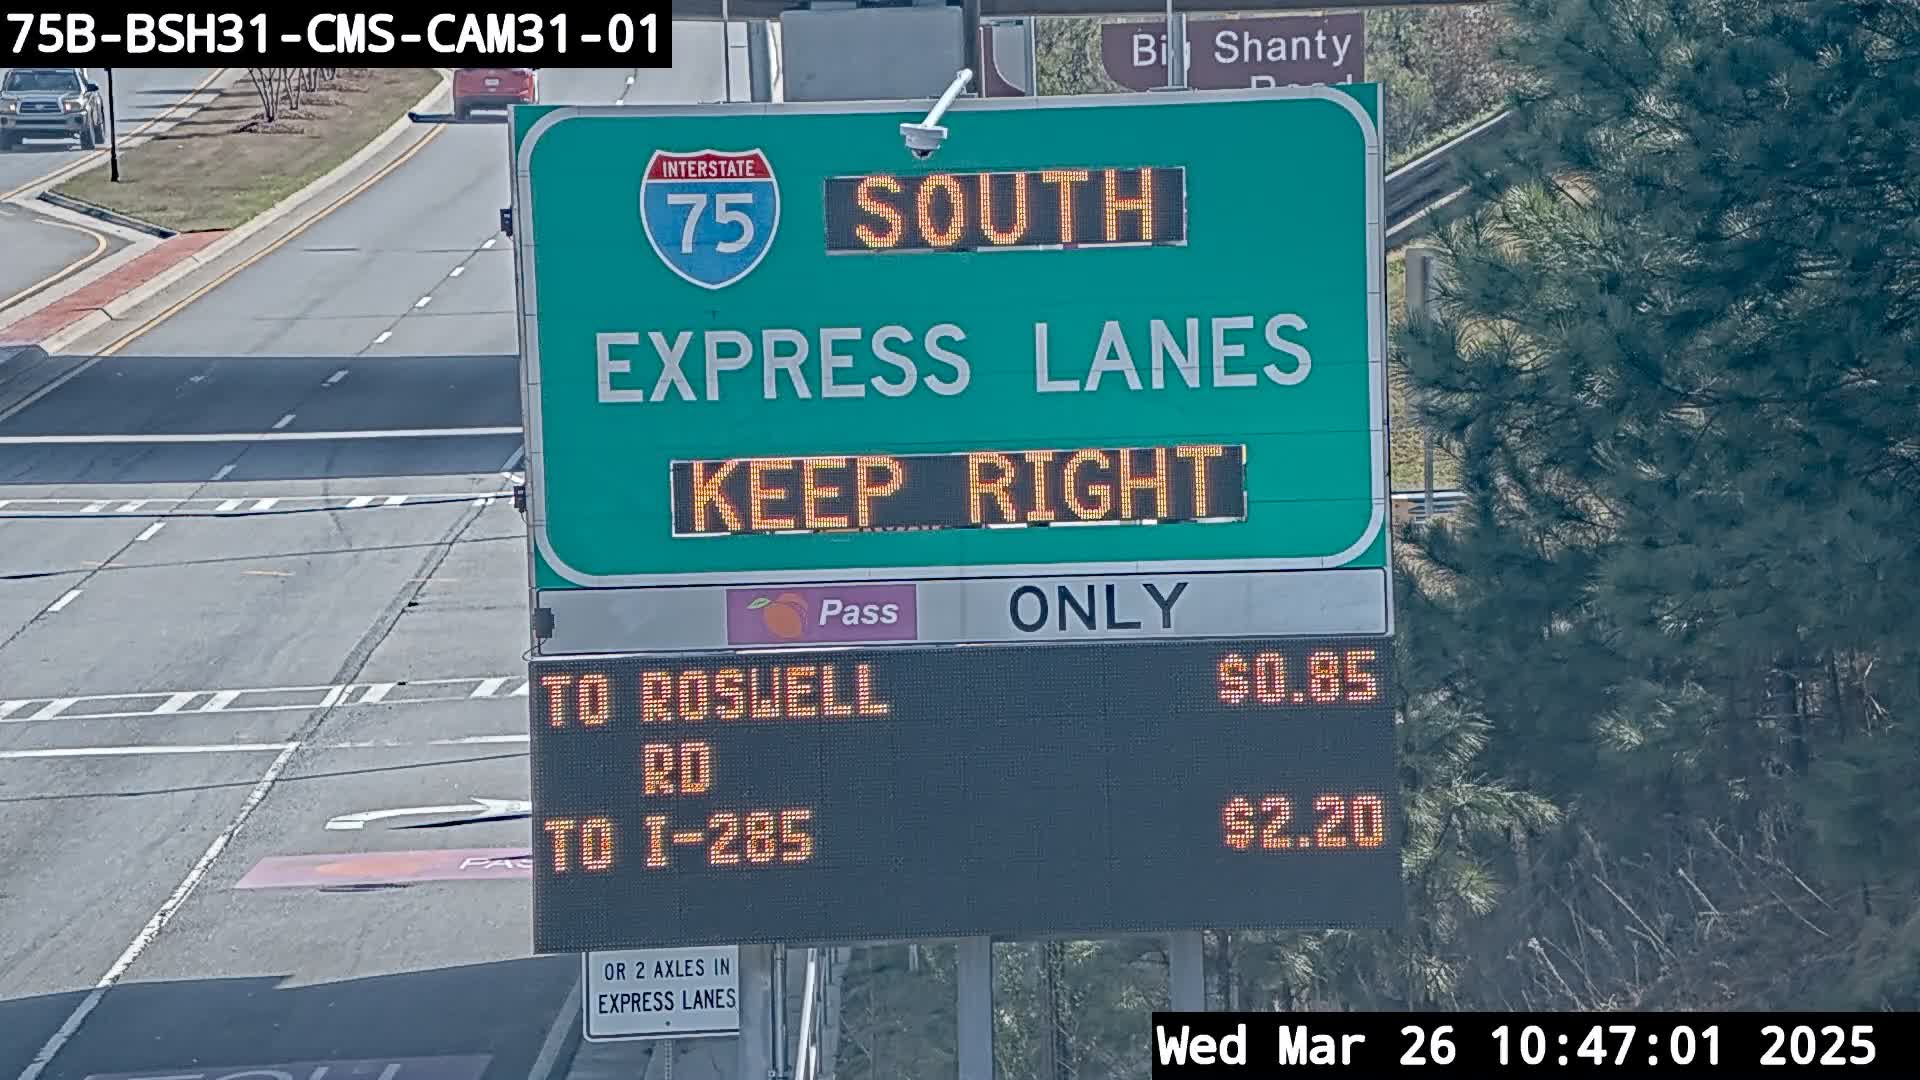 75B-BSH31-CMS-CAM31-01
Big Shanty
Road
INTERSTATE
75
SOUTH
EXPRESS LANES
KEEP RIGHT
Pass ONLY
TO ROSWELL $0.85
RD
TO I-285 $2.20
OR 2 AXLES IN
EXPRESS LANES
Wed Mar 26 10:47:01 2025